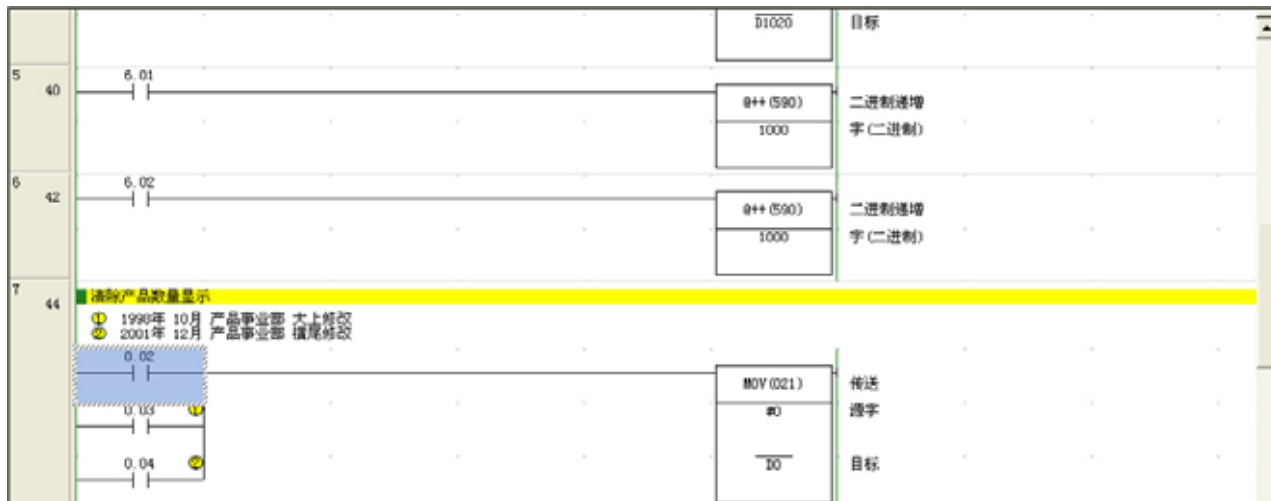 D1020 目标
5 40 6.01
@++(590) 二进制递增
1000 字(二进制)
6 42 6.02
@++(590) 二进制递增
1000 字(二进制)
7 44 清除产品数量显示
① 1998年 10月 产品事业部 大上修改
② 2001年 12月 产品事业部 尾修改
0.02
MOV(021) 传送
0.03 ① #0 源字
0.04 ② D0 目标